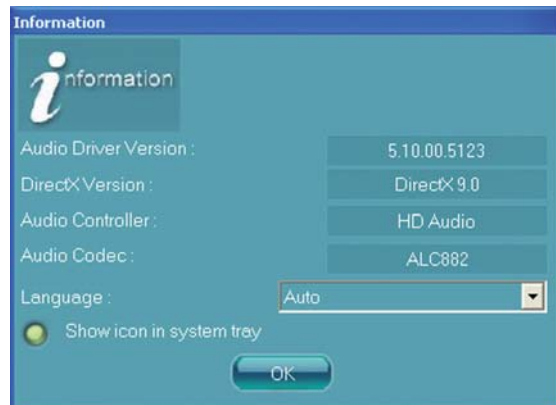 Information
information
Audio Driver Version : 5.10.00.5123
DirectX Version : DirectX 9.0
Audio Controller : HD Audio
Audio Codec : ALC882
Language : Auto
Show icon in system tray
OK